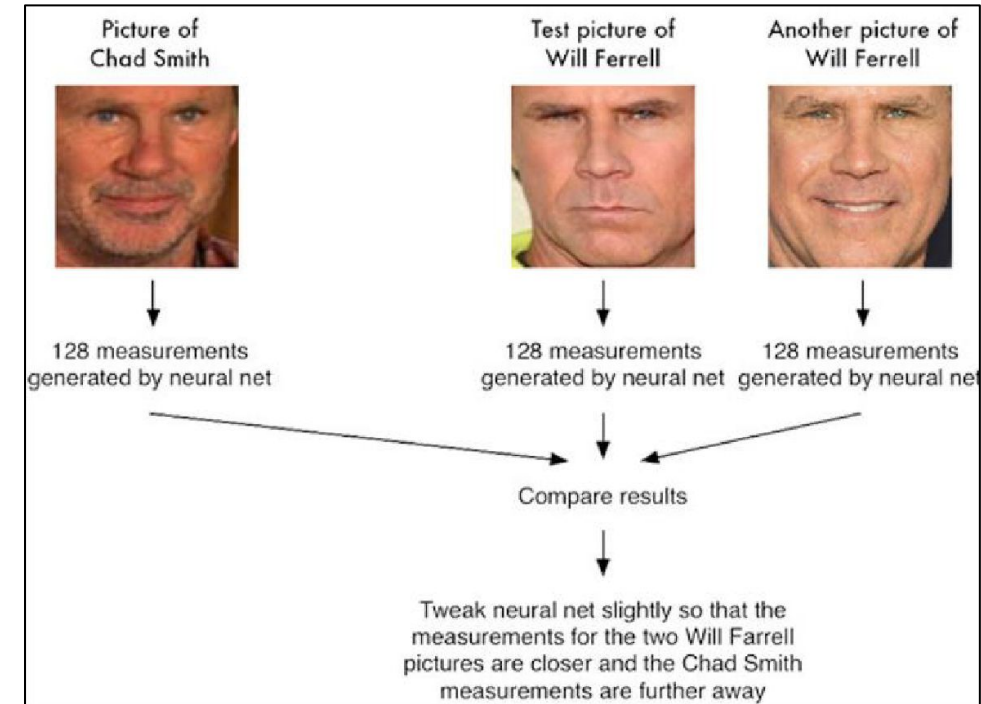 Picture of
Chad Smith
Test picture of
Will Ferrell
Another picture of
Will Ferrell
128 measurements
generated by neural net
128 measurements
generated by neural net
128 measurements
generated by neural net
Compare results
Tweak neural net slightly so that the
measurements for the two Will Farrell
pictures are closer and the Chad Smith
measurements are further away